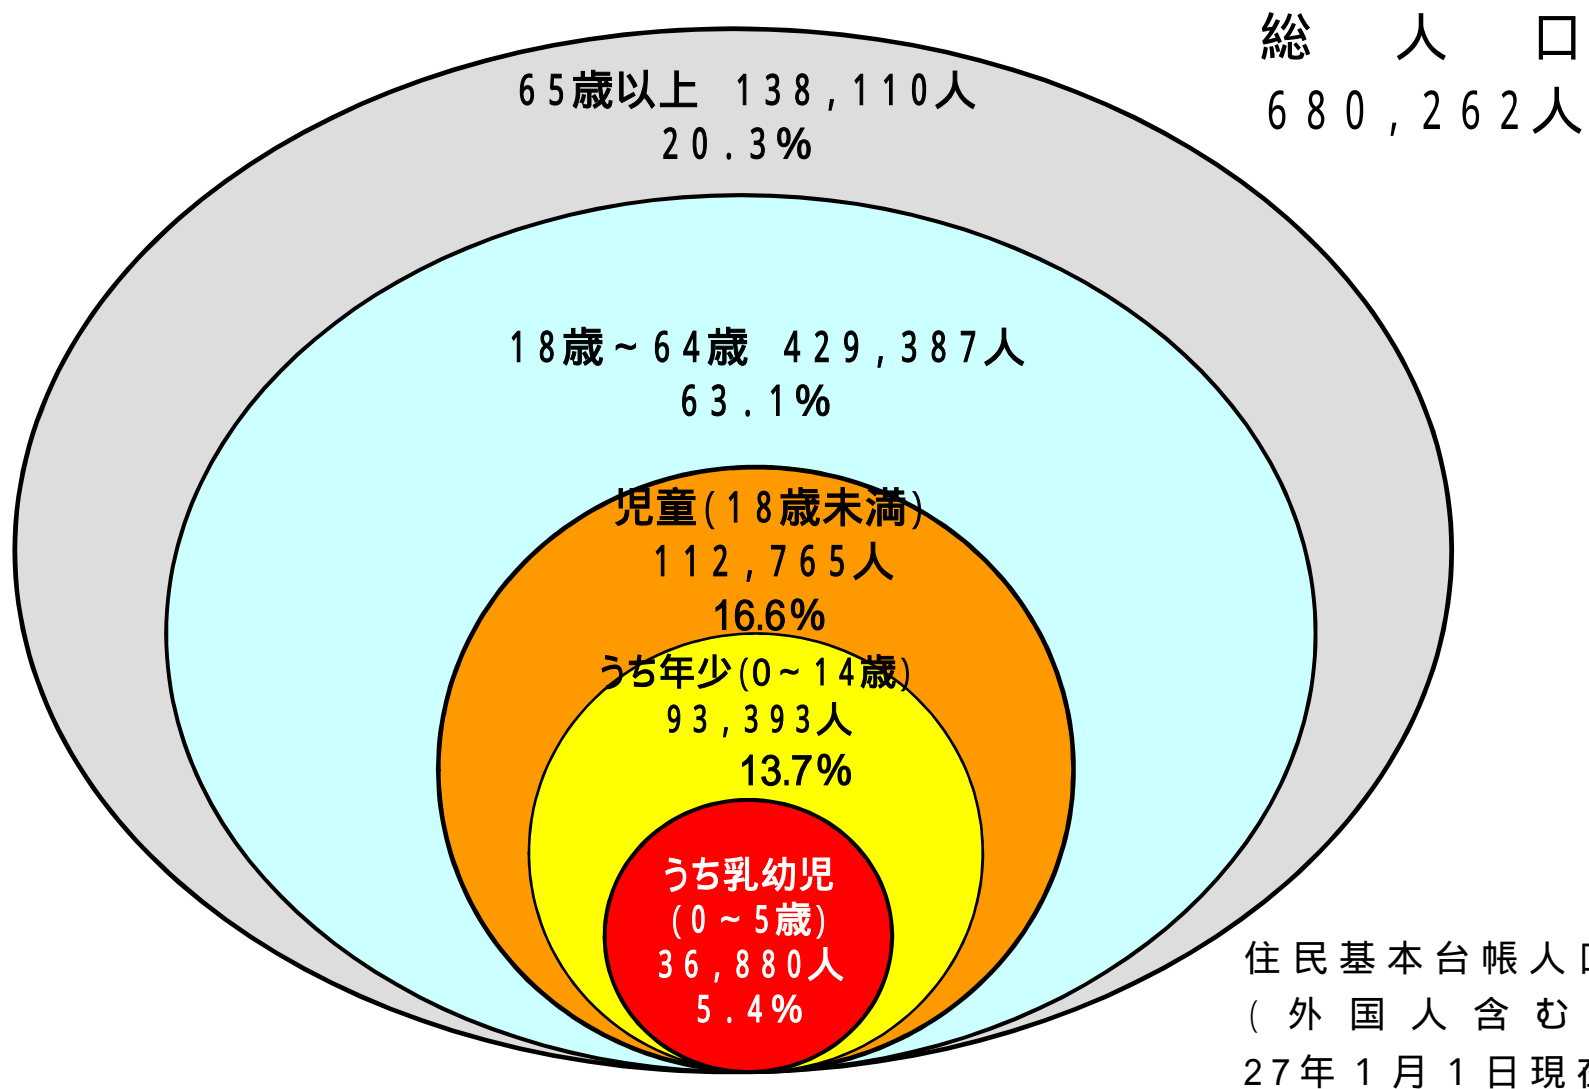 総人口
680,262人
65歳以上 138,110人
20.3%
18歳~64歳 429,387人
63.1%
児童(18歳未満)
112,765人
16.6%
うち年少(0~14歳)
93,393人
13.7%
うち乳幼児
(0~5歳)
36,880人
5.4%
住民基本台帳人口
(外国人含む
27年1月1日現在